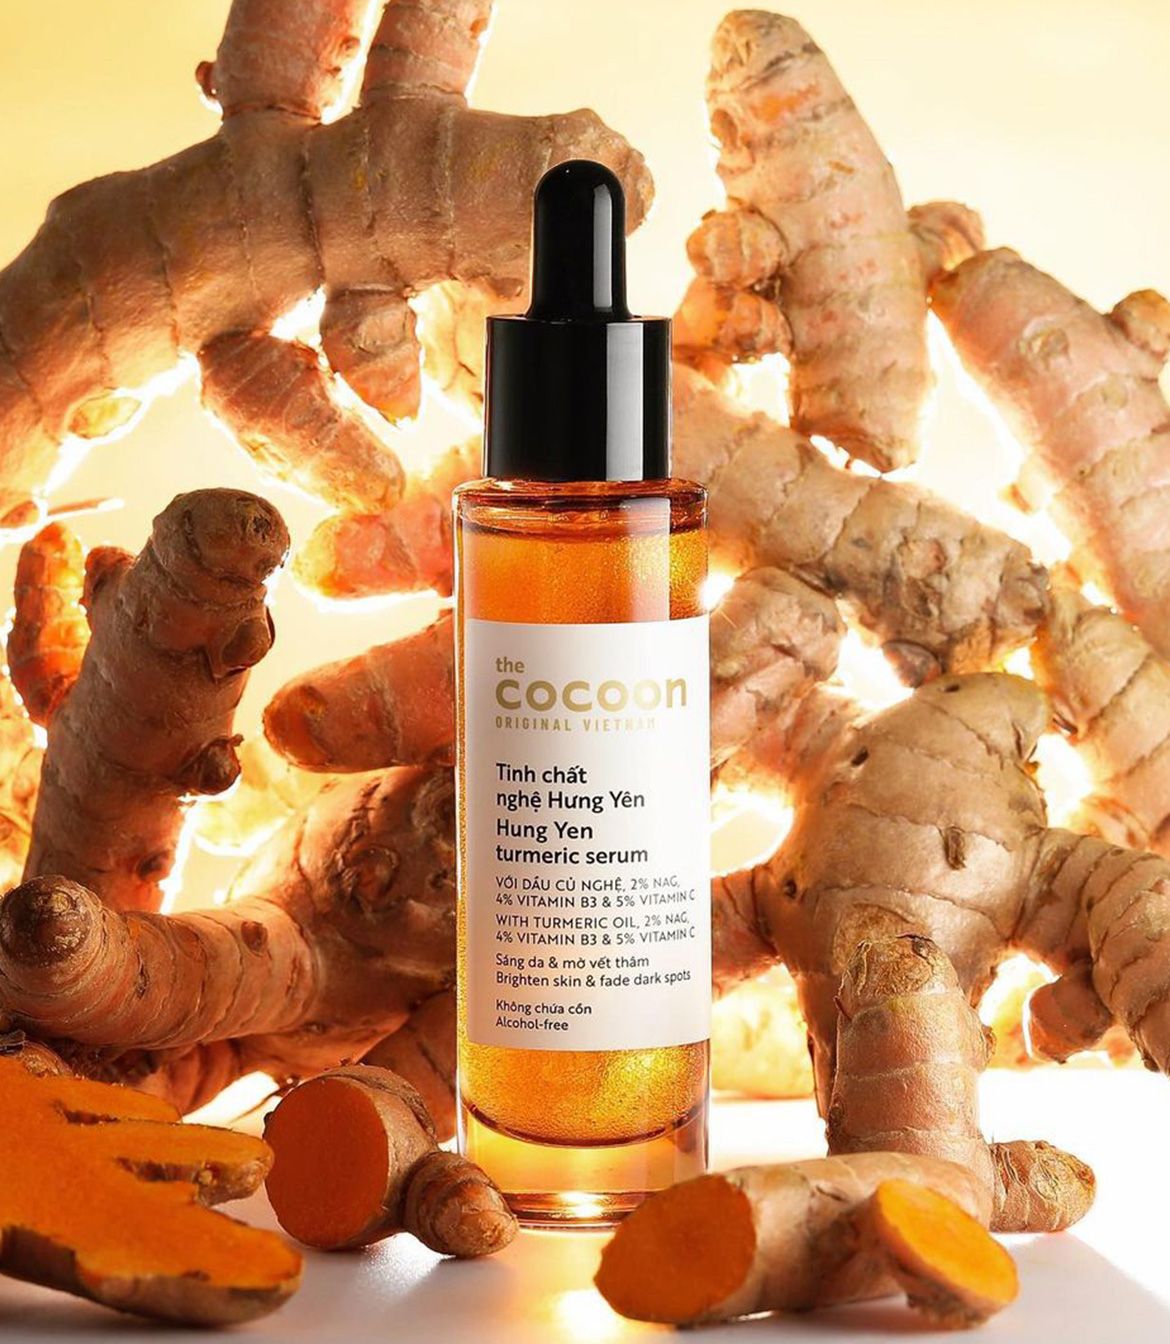 the
cocoon
ORIGINAL VIETNAM
Tinh chất
nghệ Hưng Yên
Hung Yen
turmeric serum
VỚI DẦU CỦ NGHỆ, 2% NAG,
4% VITAMIN B3 & 5% VITAMIN C
WITH TURMERIC OIL, 2% NAG,
4% VITAMIN B3 & 5% VITAMIN C
Sáng da & mờ vết thâm
Brighten skin & fade dark spots
Không chứa cồn
Alcohol-free